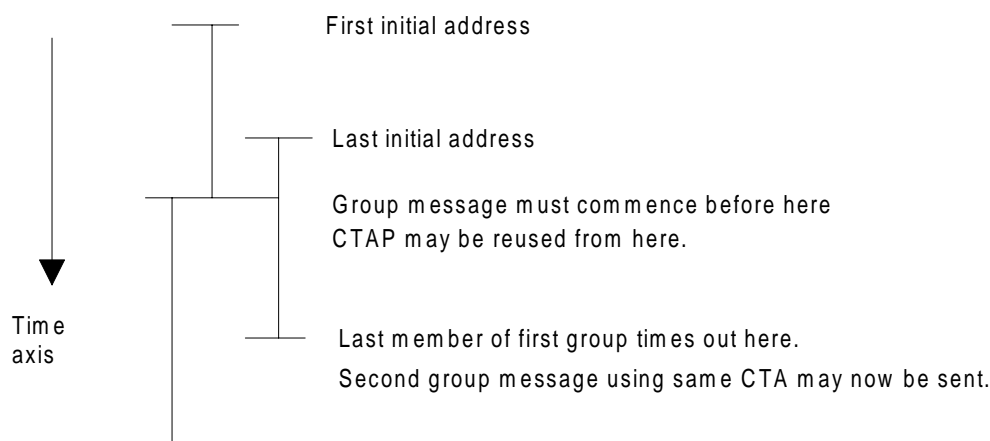 First initial address
Last initial address
Group message must commence before here
CTAP may be reused from here.
Time
axis
Last member of first group times out here.
Second group message using same CTA may now be sent.